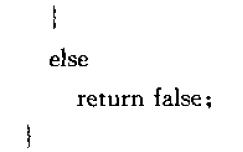 }
else
return false;
}